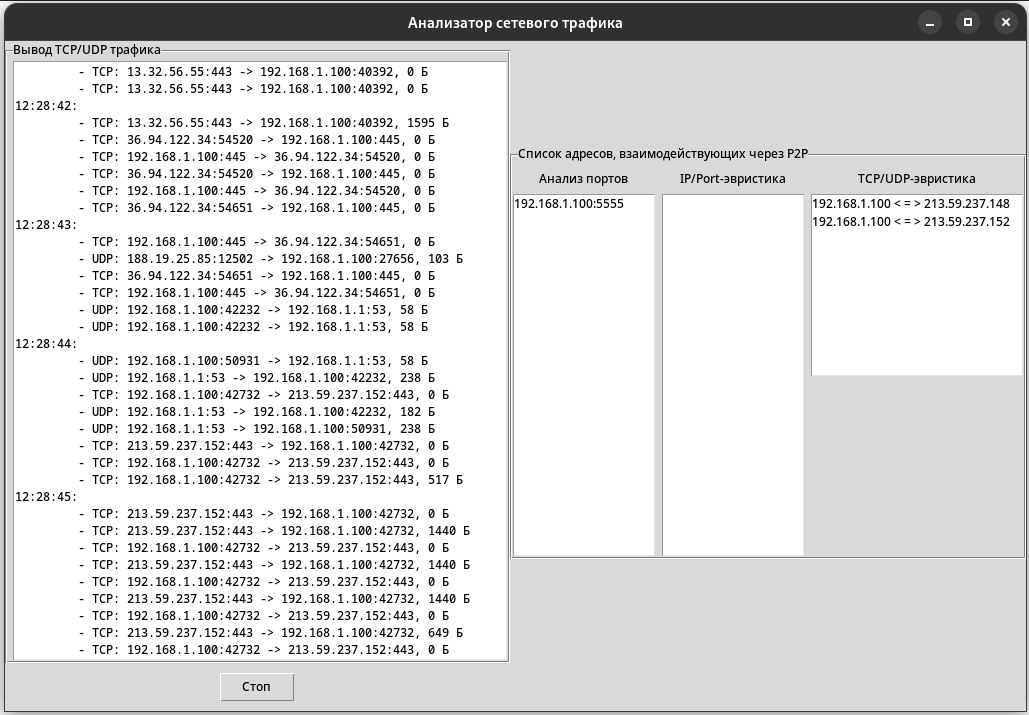 Анализатор сетевого трафика
Вывод TCP/UDP трафика
- TCP: 13.32.56.55:443 -> 192.168.1.100:40392, 0 Б
- TCP: 13.32.56.55:443 -> 192.168.1.100:40392, 0 Б
12:28:42:
- TCP: 13.32.56.55:443 -> 192.168.1.100:40392, 1595 Б
- TCP: 36.94.122.34:54520 -> 192.168.1.100:445, 0 Б
- TCP: 192.168.1.100:445 -> 36.94.122.34:54520, 0 Б
- TCP: 36.94.122.34:54520 -> 192.168.1.100:445, 0 Б
- TCP: 192.168.1.100:445 -> 36.94.122.34:54520, 0 Б
- TCP: 36.94.122.34:54651 -> 192.168.1.100:445, 0 Б
12:28:43:
- TCP: 192.168.1.100:445 -> 36.94.122.34:54651, 0 Б
- UDP: 188.19.25.85:12502 -> 192.168.1.100:27656, 103 Б
- TCP: 36.94.122.34:54651 -> 192.168.1.100:445, 0 Б
- TCP: 192.168.1.100:445 -> 36.94.122.34:54651, 0 Б
- UDP: 192.168.1.100:42232 -> 192.168.1.1:53, 58 Б
- UDP: 192.168.1.100:42232 -> 192.168.1.1:53, 58 Б
12:28:44:
- UDP: 192.168.1.100:50931 -> 192.168.1.1:53, 58 Б
- UDP: 192.168.1.1:53 -> 192.168.1.100:42232, 238 Б
- TCP: 192.168.1.100:42732 -> 213.59.237.152:443, 0 Б
- UDP: 192.168.1.1:53 -> 192.168.1.100:42232, 182 Б
- UDP: 192.168.1.1:53 -> 192.168.1.100:50931, 238 Б
- TCP: 213.59.237.152:443 -> 192.168.1.100:42732, 0 Б
- TCP: 192.168.1.100:42732 -> 213.59.237.152:443, 0 Б
- TCP: 192.168.1.100:42732 -> 213.59.237.152:443, 517 Б
12:28:45:
- TCP: 213.59.237.152:443 -> 192.168.1.100:42732, 0 Б
- TCP: 213.59.237.152:443 -> 192.168.1.100:42732, 1440 Б
- TCP: 192.168.1.100:42732 -> 213.59.237.152:443, 0 Б
- TCP: 213.59.237.152:443 -> 192.168.1.100:42732, 1440 Б
- TCP: 192.168.1.100:42732 -> 213.59.237.152:443, 0 Б
- TCP: 213.59.237.152:443 -> 192.168.1.100:42732, 1440 Б
- TCP: 192.168.1.100:42732 -> 213.59.237.152:443, 0 Б
- TCP: 213.59.237.152:443 -> 192.168.1.100:42732, 649 Б
- TCP: 192.168.1.100:42732 -> 213.59.237.152:443, 0 Б
Стоп
Список адресов, взаимодействующих через P2P
Анализ портов
192.168.1.100:5555
IP/Port-эвристика
TCP/UDP-эвристика
192.168.1.100 < = > 213.59.237.148
192.168.1.100 < = > 213.59.237.152